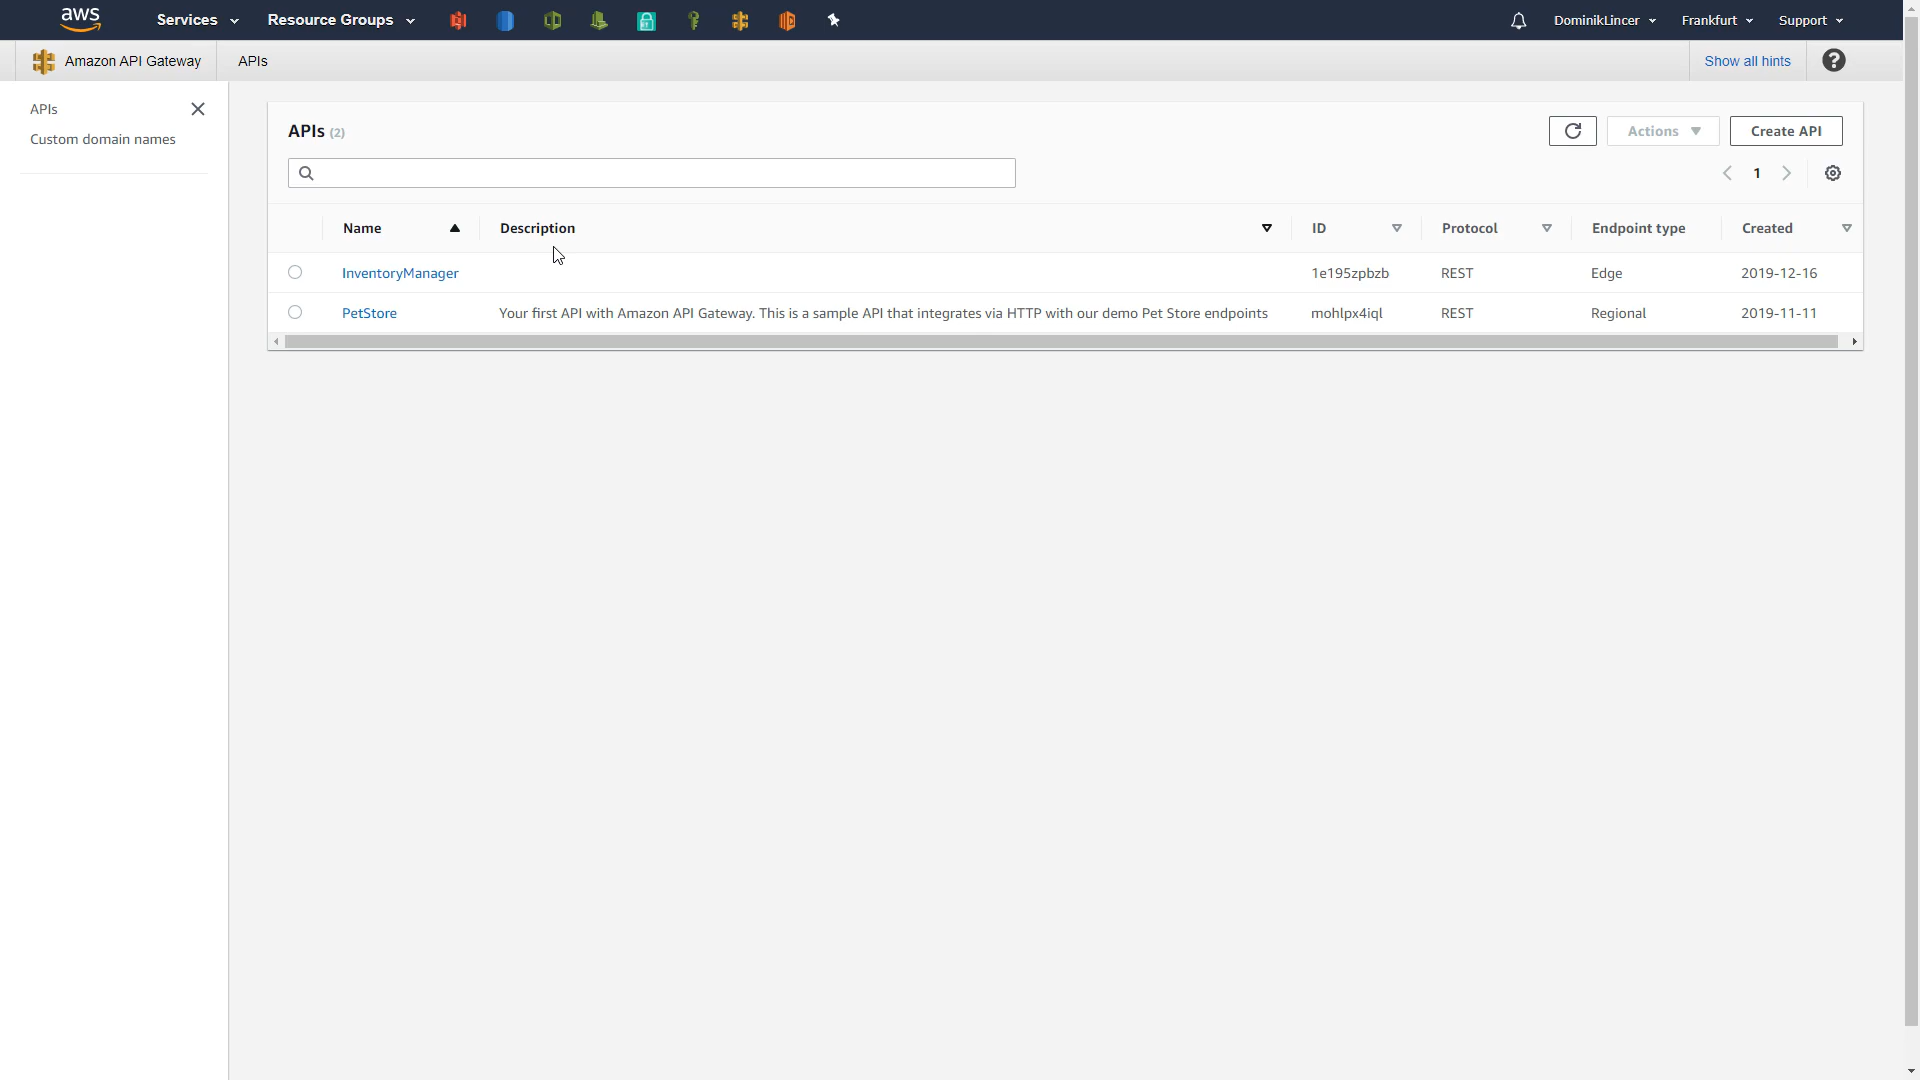 aws Services Resource Groups DominikLincer Frankfurt Support
Amazon API Gateway APIs Show all hints ?
APIs
Custom domain names
APIs (2) Actions Create API
1
Name Description ID Protocol Endpoint type Created
InventoryManager 1e195zpbzb REST Edge 2019-12-16
PetStore Your first API with Amazon API Gateway. This is a sample API that integrates via HTTP with our demo Pet Store endpoints mohlpx4iql REST Regional 2019-11-11